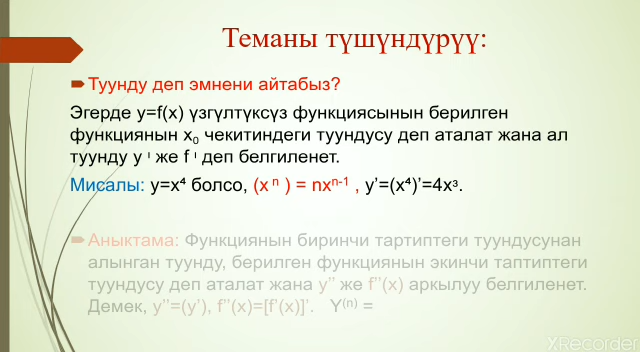 Теманы түшүндүрүү:
Туунду деп эмнени айтабыз?
Эгерде y=f(x) үзгүлтүксүз функциясынын берилген
функциянын x₀ чекитиндеги туундусу деп аталат жана ал
туунду y ' же f ' деп белгиленет.
Мисалы: y=x⁴ болсо, (x ⁿ ) = nxⁿ⁻¹ , y’=(x⁴)’=4x³.
Аныктама: Функциянын биринчи тартиптеги туундусунан
алынган туунду, берилген функциянын экинчи таптиптеги
туундусу деп аталат жана y’’ же f’’(x) аркылуу белгиленет.
Демек, y’’=(y’), f’’(x)=[f’(x)]’. Y⁽ⁿ⁾ =
XRecorder